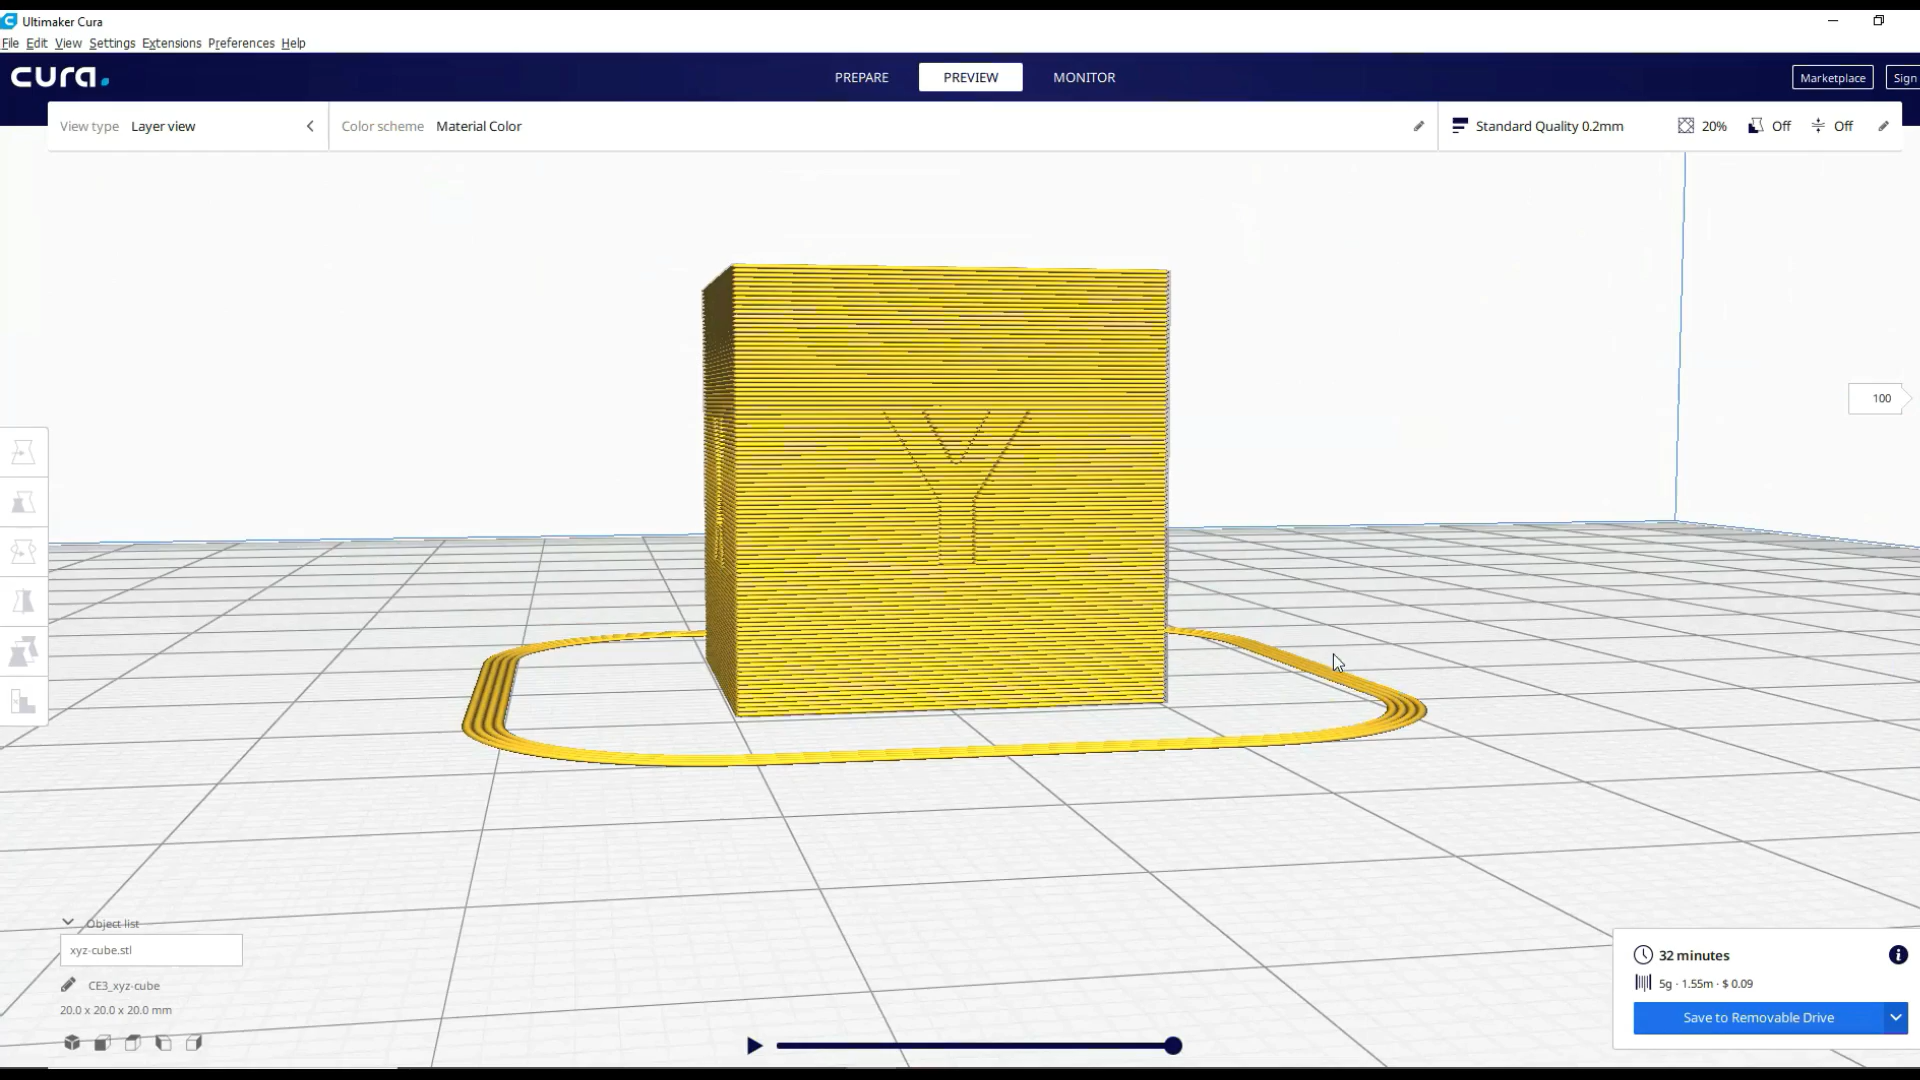 Ultimaker Cura
File Edit View Settings Extensions Preferences Help
cura.
PREPARE PREVIEW MONITOR
Marketplace Sign
View type Layer view Color scheme Material Color Standard Quality 0.2mm 20% Off Off
100
Y
Object list
xyz-cube.stl
CE3_xyz-cube
20.0 x 20.0 x 20.0 mm
32 minutes
5g · 1.55m · $ 0.09
Save to Removable Drive